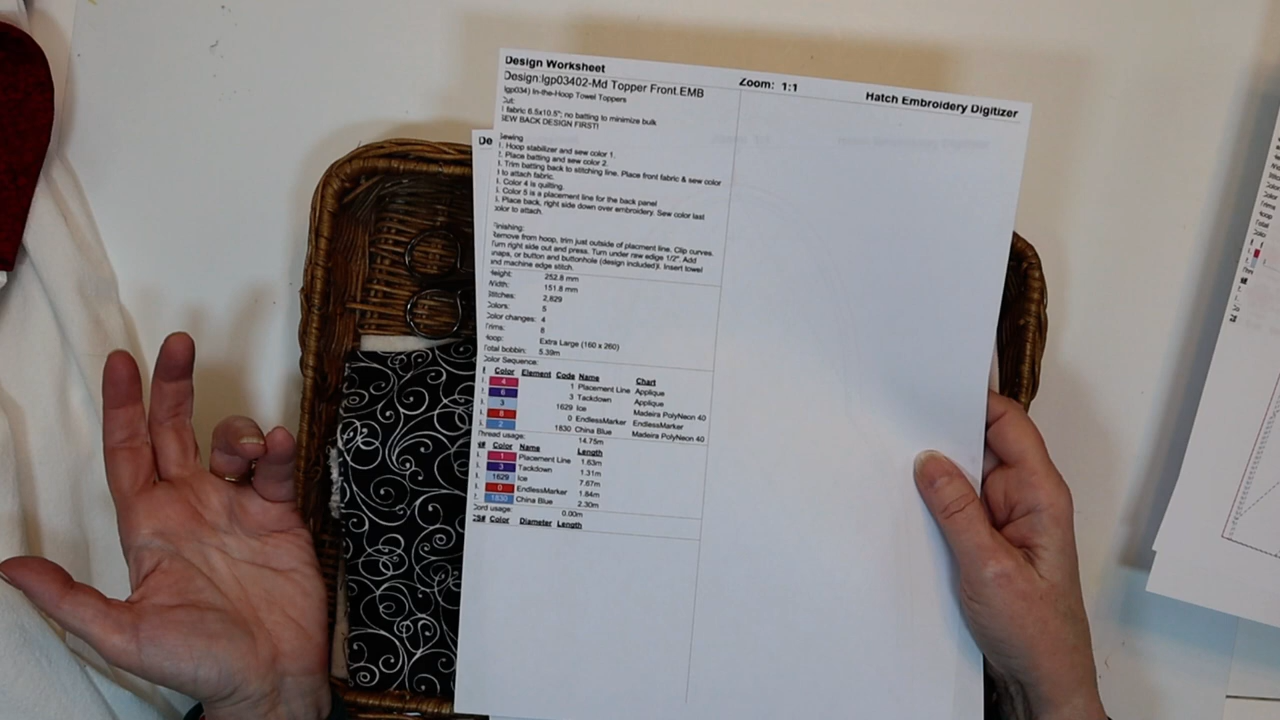 Design Worksheet
Zoom: 1:1
Hatch Embroidery Digitizer
Design:lgp03402-Md Topper Front.EMB
lgp034) In-the-Hoop Towel Toppers
Cut:
fabric 6.5x10.5"; no batting to minimize bulk
SEW BACK DESIGN FIRST!
De
Sewing
. Hoop stabilizer and sew color 1.
. Place batting and sew color 2.
. Trim batting back to stitching line. Place front fabric & sew color
to attach fabric.
. Color 4 is quilting.
. Color 5 is a placement line for the back panel
. Place back, right side down over embroidery. Sew color last
color to attach.
Finishing:
Remove from hoop, trim just outside of placment line. Clip curves.
Turn right side out and press. Turn under raw edge 1/2". Add
snaps, or button and buttonhole (design included)l. Insert towel
and machine edge stitch.
Height: 252.8 mm
Width: 151.8 mm
Stitches: 2,829
Colors: 5
Color changes: 4
Trims: 8
Hoop: Extra Large (160 x 260)
Total bobbin: 5.39m
Color Sequence:
Color Element Code Name Chart
4 1 Placement Line Applique
6 3 Tackdown Applique
3 1629 Ice Madeira PolyNeon 40
8 0 EndlessMarker EndlessMarker
2 1830 China Blue Madeira PolyNeon 40
Thread usage: 14.75m
Color Name Length
1 Placement Line 1.63m
3 Tackdown 1.31m
1629 Ice 7.67m
0 EndlessMarker 1.84m
1830 China Blue 2.30m
Cord usage: 0.00m
Color Diameter Length